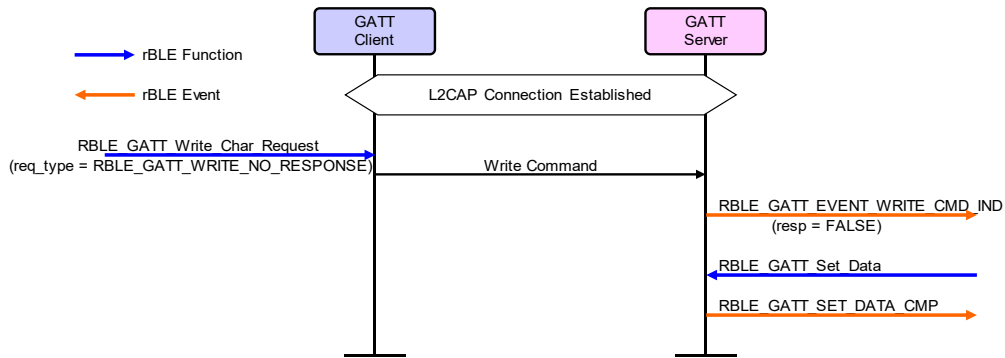 GATT
Client
GATT
Server
rBLE Function
rBLE Event
L2CAP Connection Established
RBLE_GATT_Write_Char_Request
(req_type = RBLE_GATT_WRITE_NO_RESPONSE)
Write Command
RBLE_GATT_EVENT_WRITE_CMD_IND
(resp = FALSE)
RBLE_GATT_Set_Data
RBLE_GATT_SET_DATA_CMP